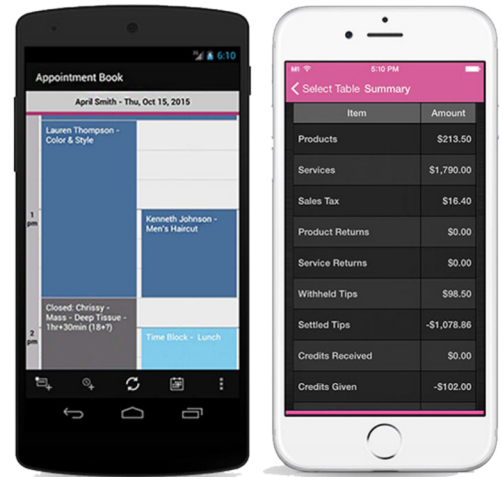 6:10
Appointment Book
April Smith - Thu, Oct 15, 2015
Lauren Thompson -
Color & Style
1
pm
Kenneth Johnson -
Men's Haircut
Closed: Chrissy -
Mass - Deep Tissue -
1hr+30min (18+?)
2
pm
Time Block - Lunch
5:10 PM
Select Table Summary
Item Amount
Products $213.50
Services $1,790.00
Sales Tax $16.40
Product Returns $0.00
Service Returns $0.00
Withheld Tips $98.50
Settled Tips -$1,078.86
Credits Received $0.00
Credits Given -$102.00